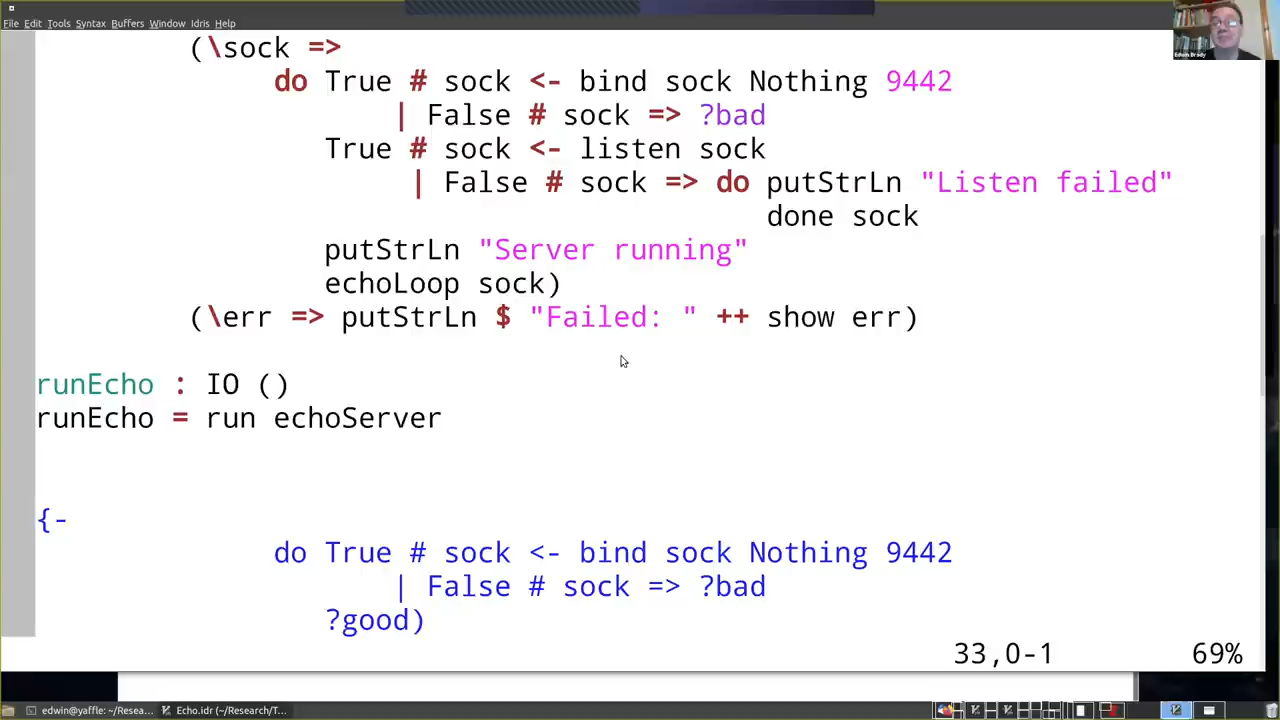 File Edit Tools Syntax Buffers Window Idris Help
(\sock =>
do True # sock <- bind sock Nothing 9442
| False # sock => ?bad
True # sock <- listen sock
| False # sock => do putStrLn "Listen failed"
done sock
putStrLn "Server running"
echoLoop sock)
(\err => putStrLn $ "Failed: " ++ show err)
runEcho : IO ()
runEcho = run echoServer
{-
do True # sock <- bind sock Nothing 9442
| False # sock => ?bad
?good)
33,0-1 69%
Edwin Brady
edwin@yaffle: ~/Resea... Echo.idr (~/Research/T...